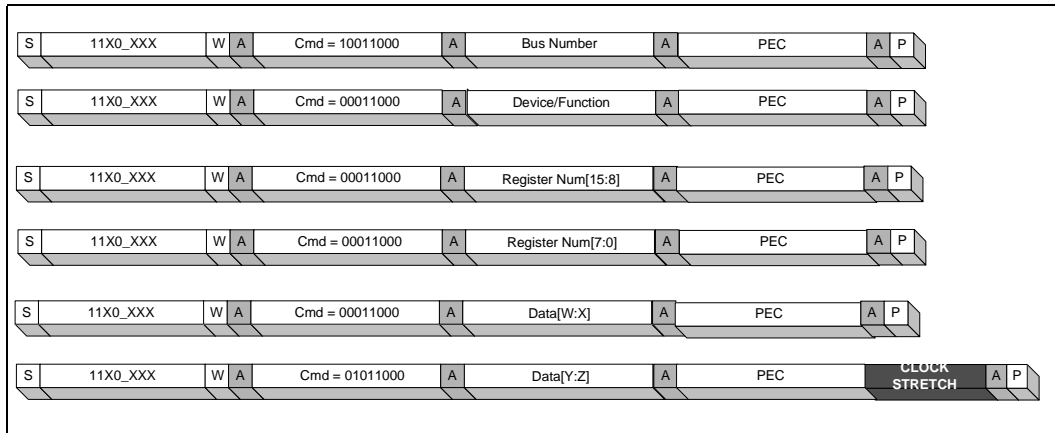 S 11X0_XXX W A Cmd = 10011000 A Bus Number A PEC A P
S 11X0_XXX W A Cmd = 00011000 A Device/Function A PEC A P
S 11X0_XXX W A Cmd = 00011000 A Register Num[15:8] A PEC A P
S 11X0_XXX W A Cmd = 00011000 A Register Num[7:0] A PEC A P
S 11X0_XXX W A Cmd = 00011000 A Data[W:X] A PEC A P
S 11X0_XXX W A Cmd = 01011000 A Data[Y:Z] A PEC CLOCK STRETCH A P